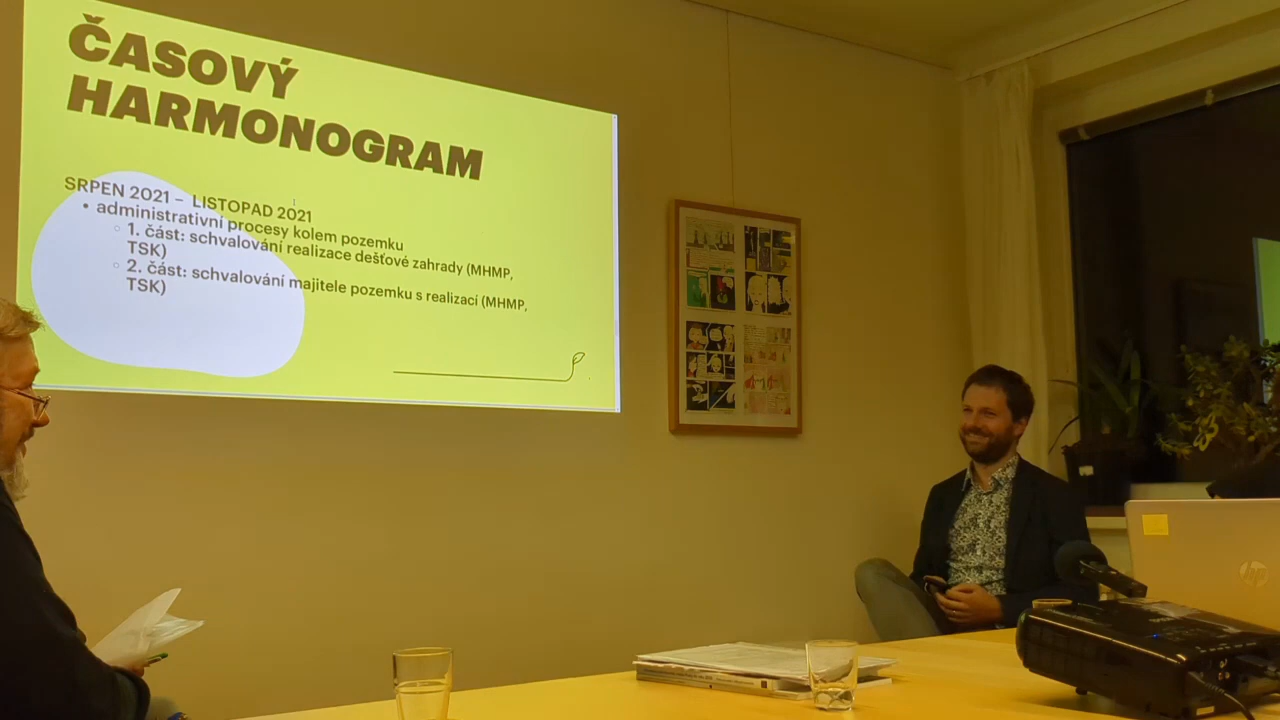 ČASOVÝ
HARMONOGRAM
SRPEN 2021 – LISTOPAD 2021
• administrativní procesy kolem pozemku
◦ 1. část: schvalování realizace dešťové zahrady (MHMP,
TSK)
◦ 2. část: schvalování majitele pozemku s realizací (MHMP,
TSK)
hp